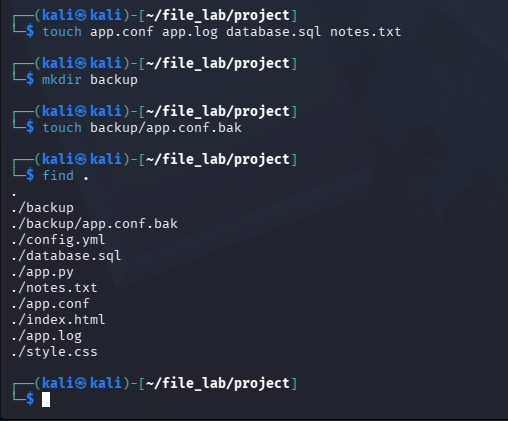 ┌──(kali㉿kali)-[~/file_lab/project]
└─$ touch app.conf app.log database.sql notes.txt
┌──(kali㉿kali)-[~/file_lab/project]
└─$ mkdir backup
┌──(kali㉿kali)-[~/file_lab/project]
└─$ touch backup/app.conf.bak
┌──(kali㉿kali)-[~/file_lab/project]
└─$ find .
.
./backup
./backup/app.conf.bak
./config.yml
./database.sql
./app.py
./notes.txt
./app.conf
./index.html
./app.log
./style.css
┌──(kali㉿kali)-[~/file_lab/project]
└─$